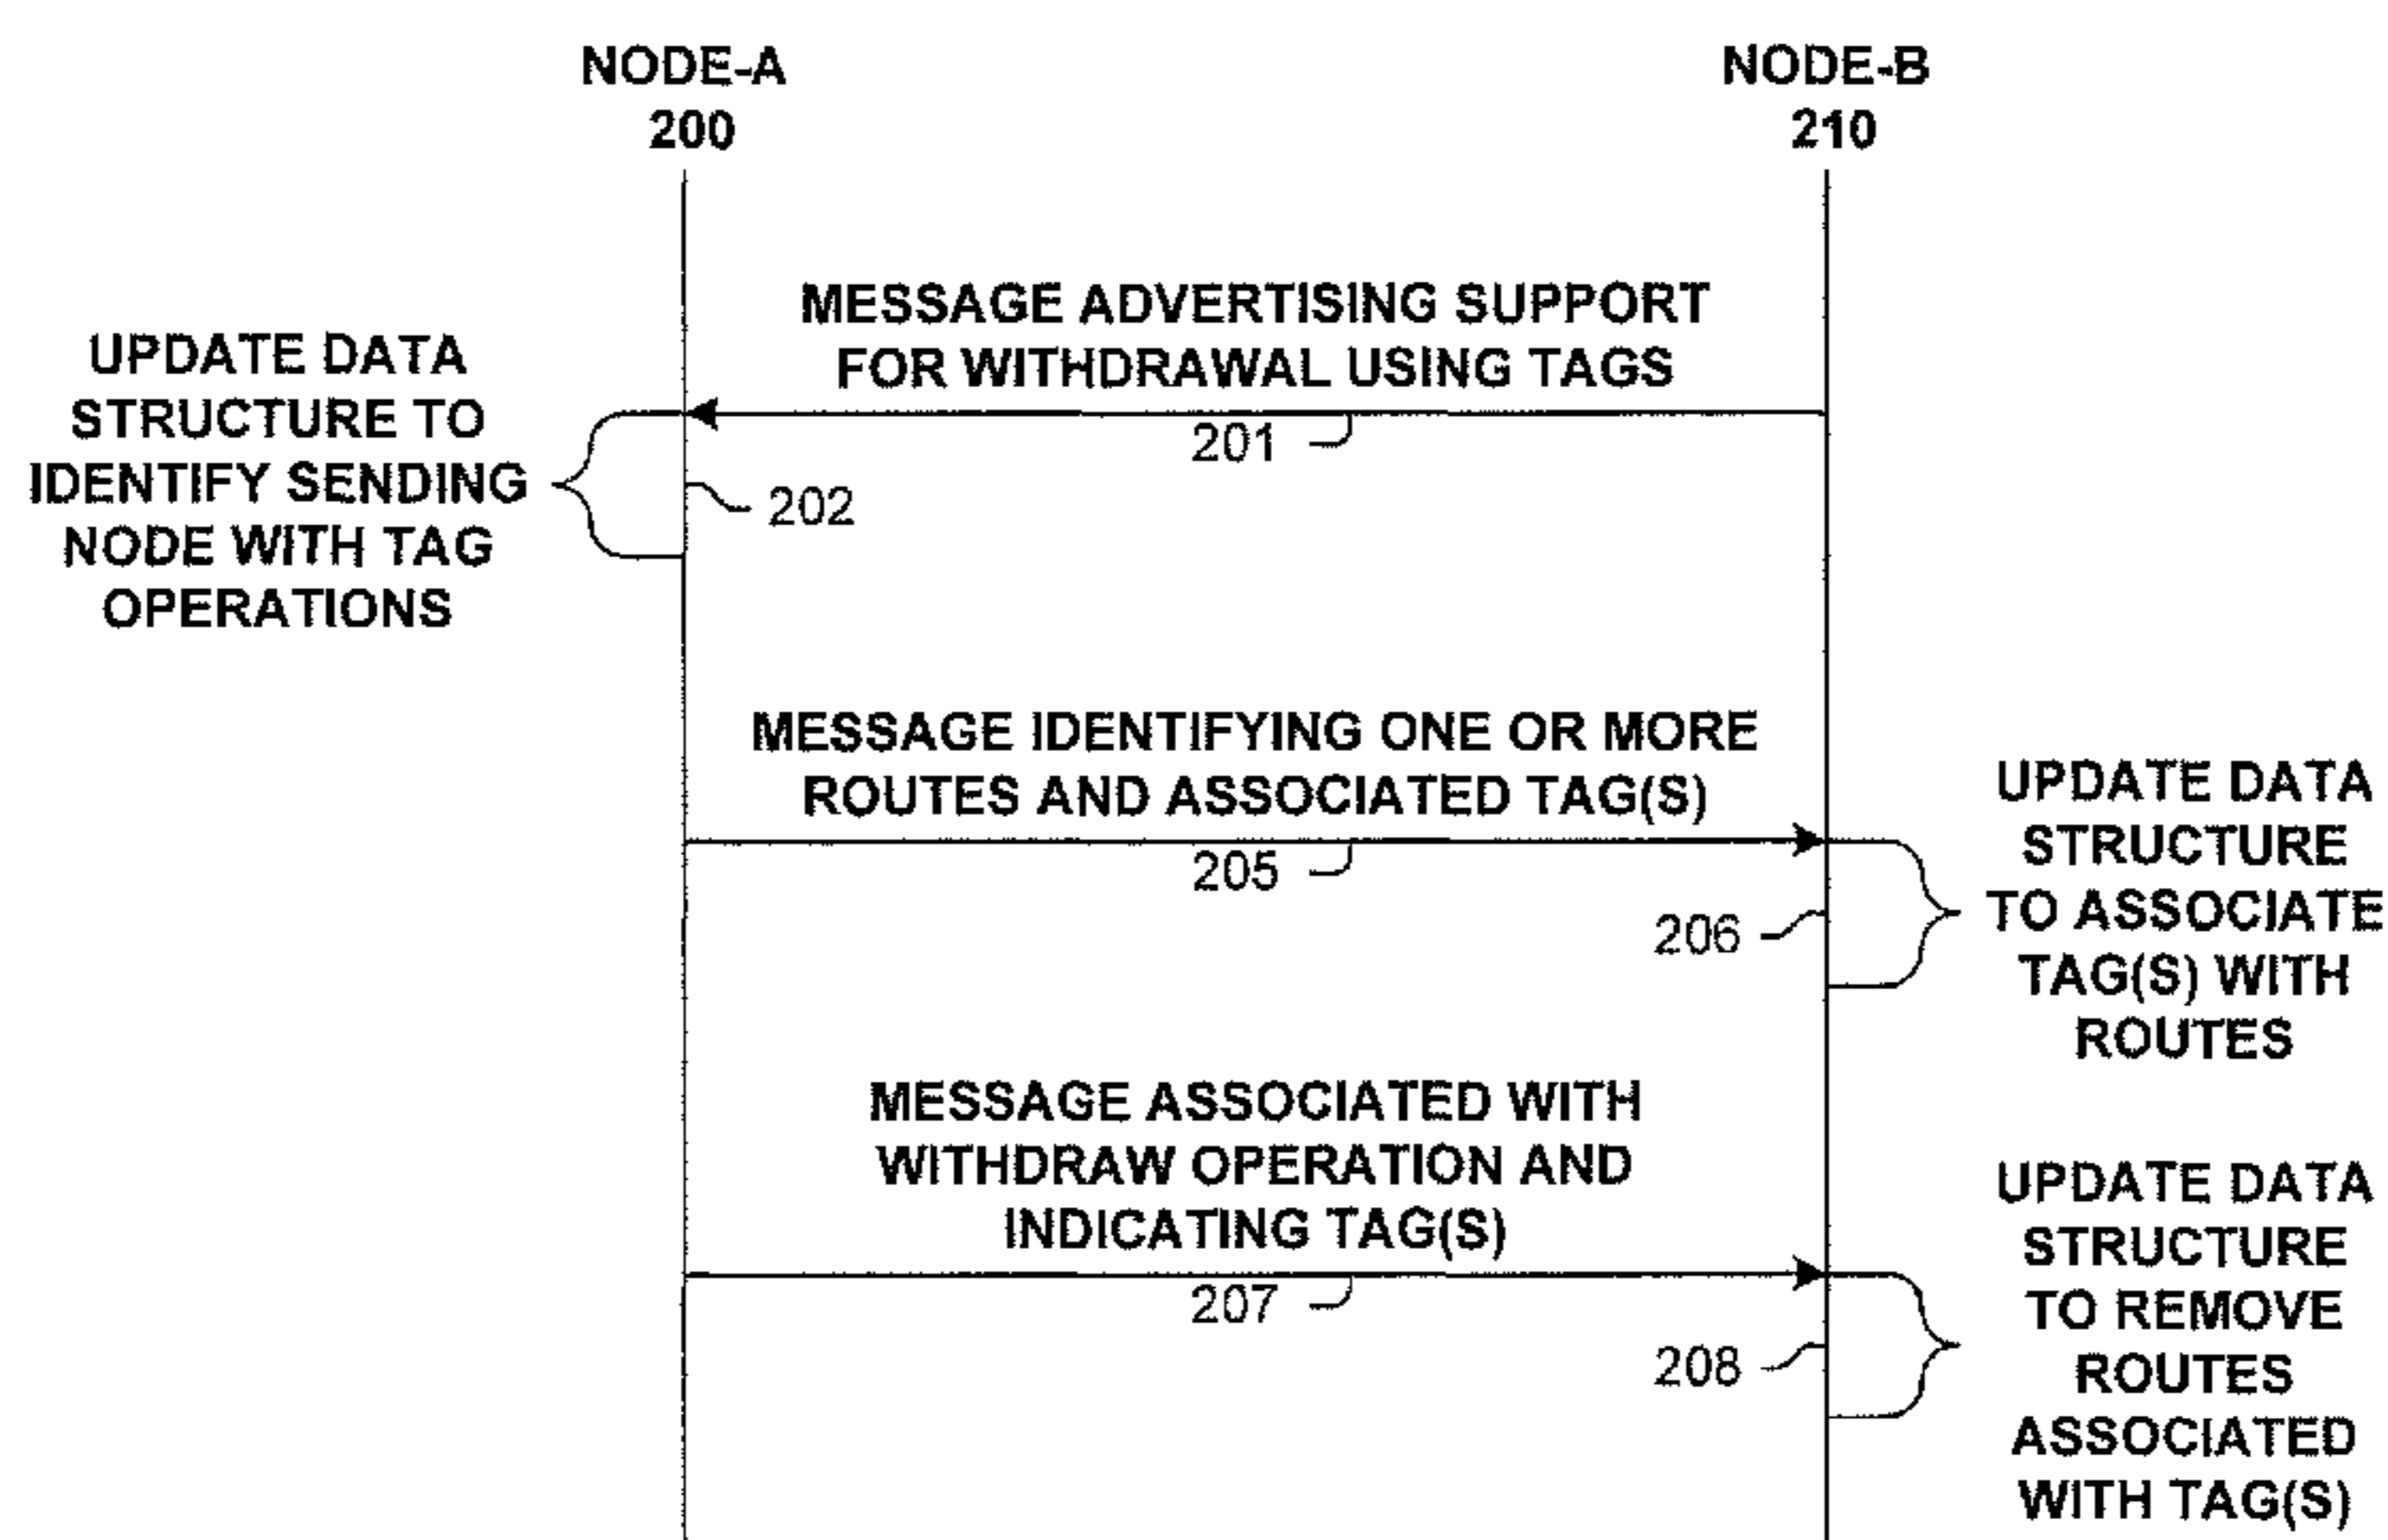 NODE-A
200
NODE-B
210
MESSAGE ADVERTISING SUPPORT
FOR WITHDRAWAL USING TAGS
201
UPDATE DATA
STRUCTURE TO
IDENTIFY SENDING
NODE WITH TAG
OPERATIONS
202
MESSAGE IDENTIFYING ONE OR MORE
ROUTES AND ASSOCIATED TAG(S)
205
206
UPDATE DATA
STRUCTURE
TO ASSOCIATE
TAG(S) WITH
ROUTES
MESSAGE ASSOCIATED WITH
WITHDRAW OPERATION AND
INDICATING TAG(S)
207
208
UPDATE DATA
STRUCTURE
TO REMOVE
ROUTES
ASSOCIATED
WITH TAG(S)